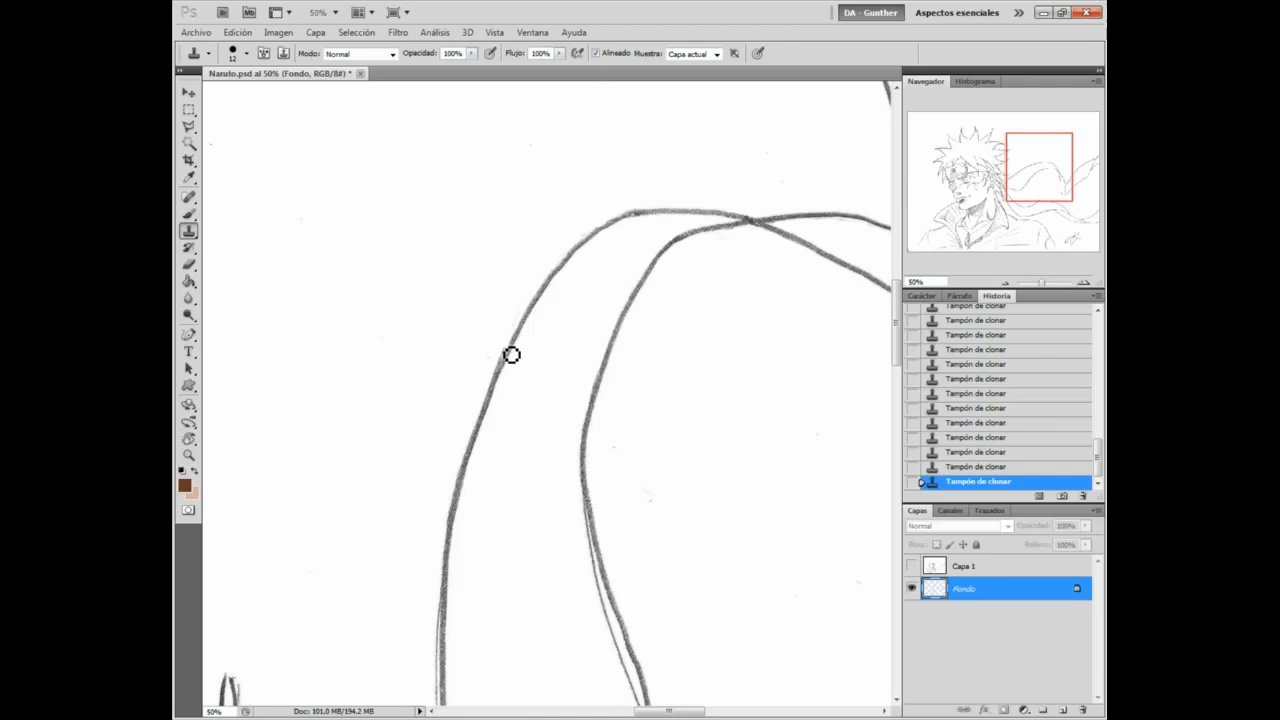 Ps Br Mb 50% DA - Gunther Aspectos esenciales
Archivo Edición Imagen Capa Selección Filtro Análisis 3D Vista Ventana Ayuda
12 Modo: Normal Opacidad: 100% Flujo: 100% Alineado Muestra: Capa actual
Naruto.psd al 50% (Fondo, RGB/8#) *
Navegador Histograma
50%
Carácter Párrafo Historia
Tampón de clonar
Tampón de clonar
Tampón de clonar
Tampón de clonar
Tampón de clonar
Tampón de clonar
Tampón de clonar
Tampón de clonar
Tampón de clonar
Tampón de clonar
Tampón de clonar
Tampón de clonar
Tampón de clonar
Capas Canales Trazados
Normal Opacidad: 100%
Bloq.: Relleno: 100%
Capa 1
Fondo
50% Doc: 101,0 MB/194,2 MB